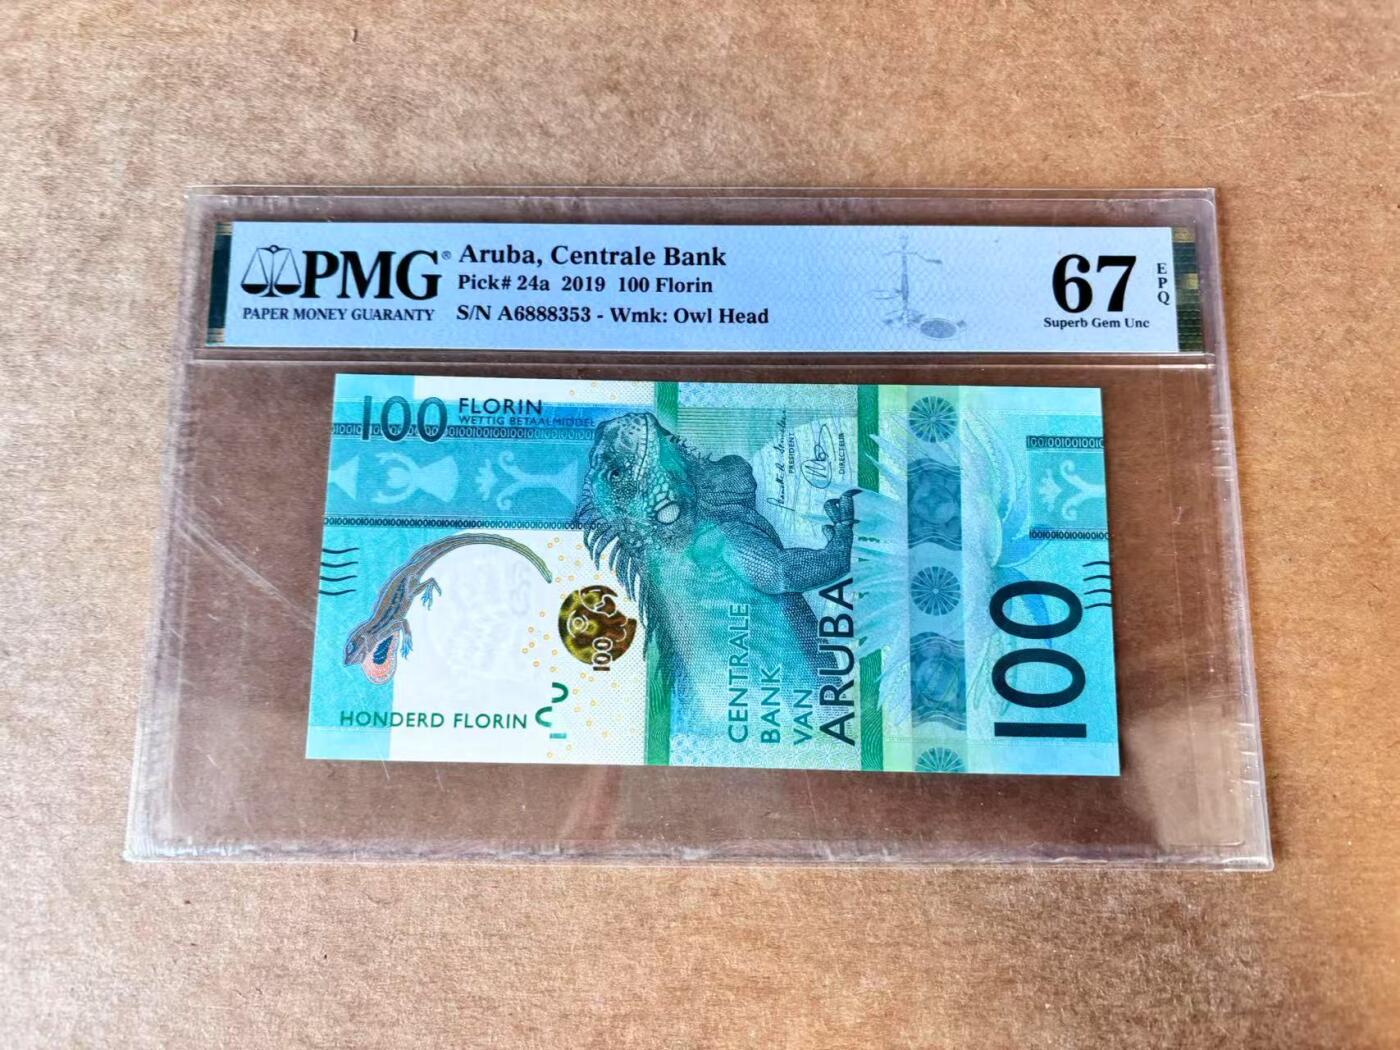 PMG®
PAPER MONEY GUARANTY
Aruba, Centrale Bank
Pick# 24a 2019 100 Florin
S/N A6888353 - Wmk: Owl Head
67
EPQ
Superb Gem Unc
100 FLORIN
WETTIG BETAALMIDDEL
PRESIDENT
DIRECTEUR
100
HONDERD FLORIN
CENTRALE
BANK
VAN
ARUBA
100